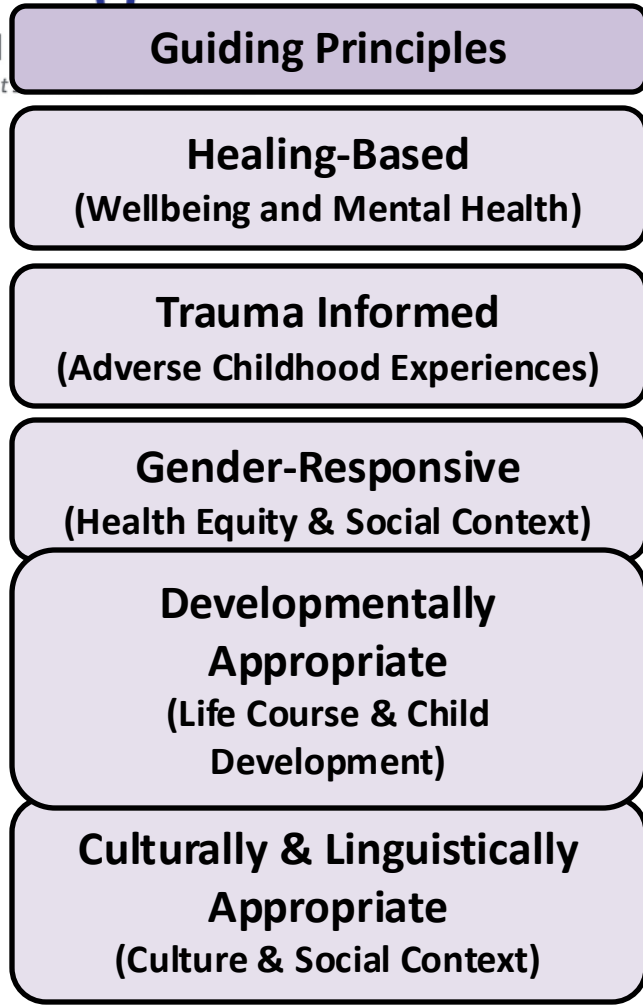 Guiding Principles
Healing-Based
(Wellbeing and Mental Health)
Trauma Informed
(Adverse Childhood Experiences)
Gender-Responsive
(Health Equity & Social Context)
Developmentally
Appropriate
(Life Course & Child
Development)
Culturally & Linguistically
Appropriate
(Culture & Social Context)